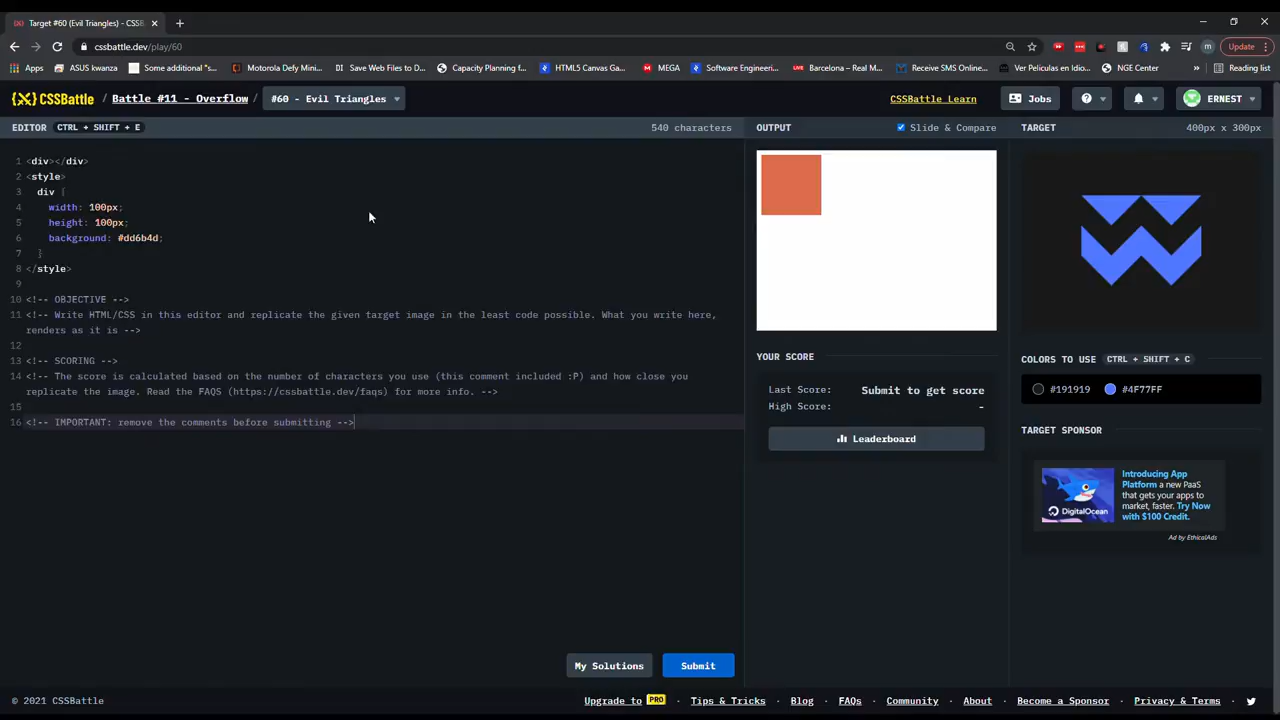 Target #60 (Evil Triangles) - CSSB
cssbattle.dev/play/60
Update
Apps
ASUS kwanza
Some additional "s...
Motorola Defy Mini...
Save Web Files to D...
Capacity Planning f...
HTML5 Canvas Ga...
MEGA
Software Engineeri...
Barcelona – Real M...
Receive SMS Online...
Ver Peliculas en Idio...
NGE Center
»
Reading list
CSSBATTLE / Battle #11 - Overflow / #60 - Evil Triangles
CSSBattle Learn
Jobs
ERNEST
EDITOR CTRL + SHIFT + E
540 characters
OUTPUT
Slide & Compare
TARGET
400px x 300px
1 <div></div>
2 <style>
3 div {
4 width: 100px;
5 height: 100px;
6 background: #dd6b4d;
7 }
8 </style>
9
10 <!-- OBJECTIVE -->
11 <!-- Write HTML/CSS in this editor and replicate the given target image in the least code possible. What you write here,
renders as it is -->
12
13 <!-- SCORING -->
14 <!-- The score is calculated based on the number of characters you use (this comment included :P) and how close you
replicate the image. Read the FAQS (https://cssbattle.dev/faqs) for more info. -->
15
16 <!-- IMPORTANT: remove the comments before submitting -->
YOUR SCORE
Last Score: Submit to get score
High Score: -
Leaderboard
COLORS TO USE CTRL + SHIFT + C
#191919 #4F77FF
TARGET SPONSOR
DigitalOcean
Introducing App
Platform a new PaaS
that gets your apps to
market, faster. Try Now
with $100 Credit.
Ad by EthicalAds
My Solutions
Submit
© 2021 CSSBattle
Upgrade to PRO
Tips & Tricks
Blog
FAQs
Community
About
Become a Sponsor
Privacy & Terms